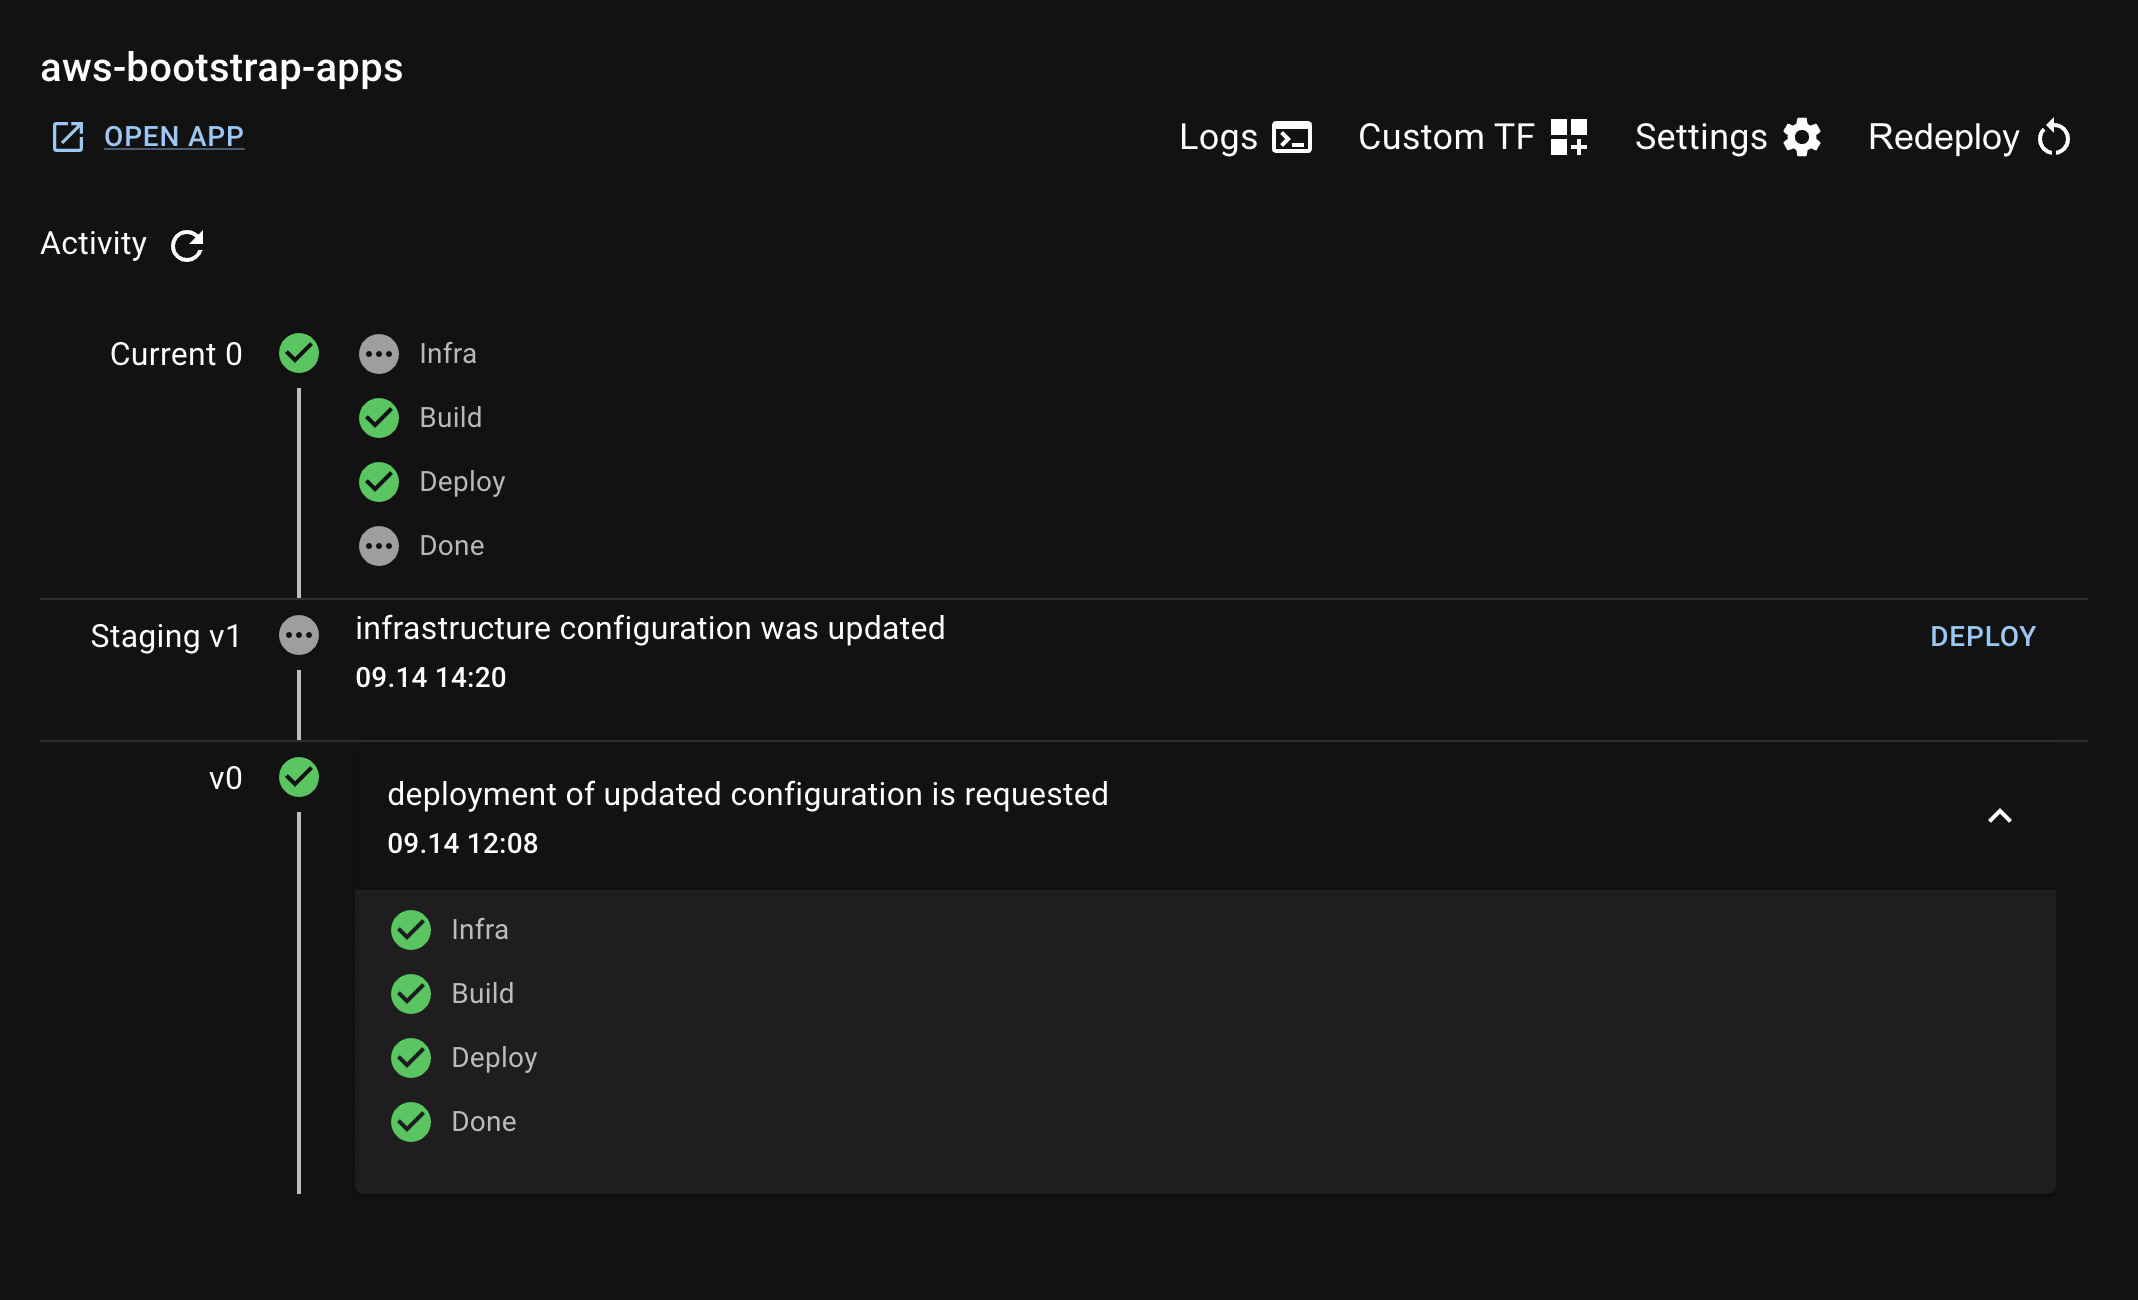 aws-bootstrap-apps
OPEN APP
Logs Custom TF Settings Redeploy
Activity
Current 0
Infra
Build
Deploy
Done
Staging v1
infrastructure configuration was updated
DEPLOY
09.14 14:20
v0
deployment of updated configuration is requested
09.14 12:08
Infra
Build
Deploy
Done